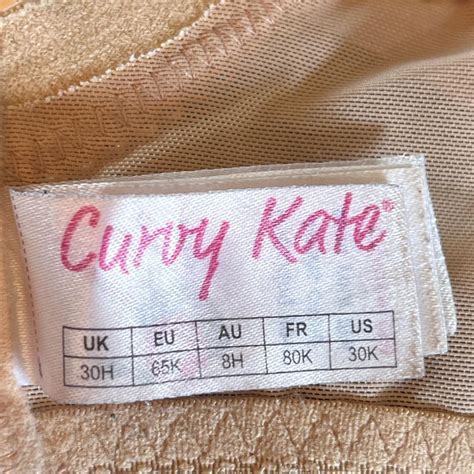 Curvy Kate®
UK EU AU FR US
30H 65K 8H 80K 30K